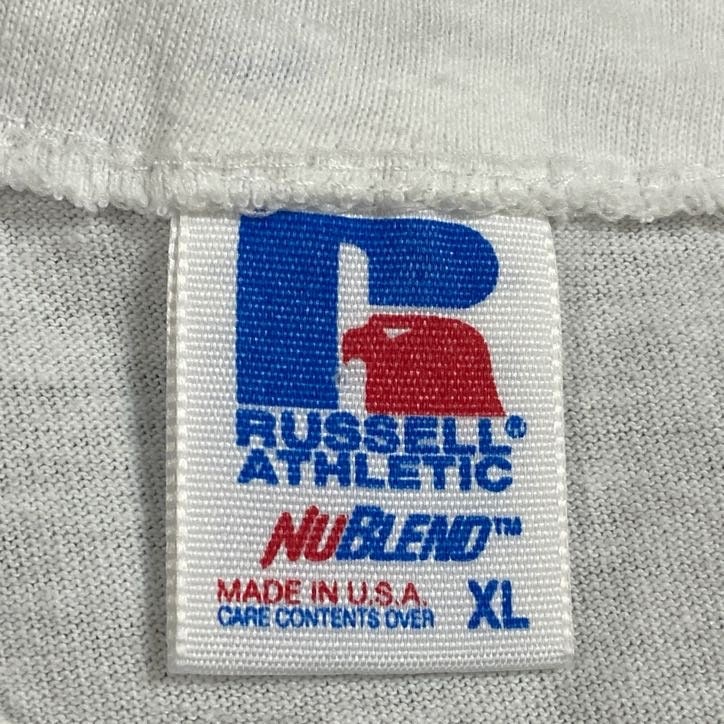 RUSSELL®
ATHLETIC
NUBLEND™
MADE IN U.S.A.
CARE CONTENTS OVER
XL